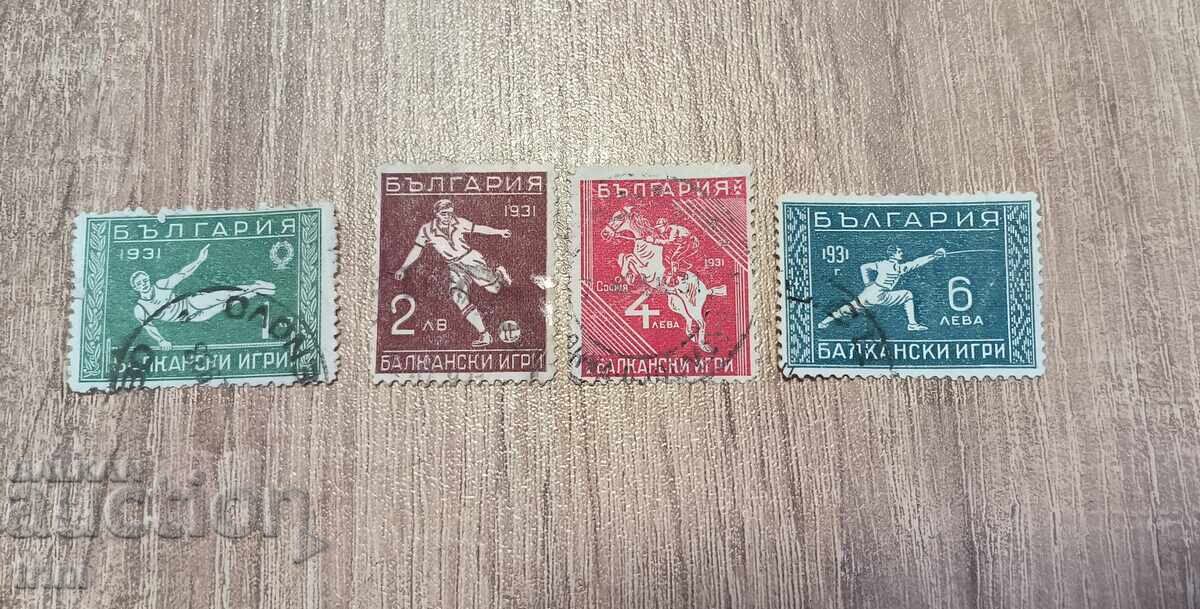 БЪЛГАРИЯ
1931
1
БАЛКАНСКИ ИГРИ
БЪЛГАРИЯ
1931
2 ЛВ
БАЛКАНСКИ ИГРИ
БЪЛГАРИЯ
1931
СОФИЯ
4
ЛЕВА
БАЛКАНСКИ ИГРИ
БЪЛГАРИЯ
1931
Г.
6
ЛЕВА
БАЛКАНСКИ ИГРИ
BALKAN
auction